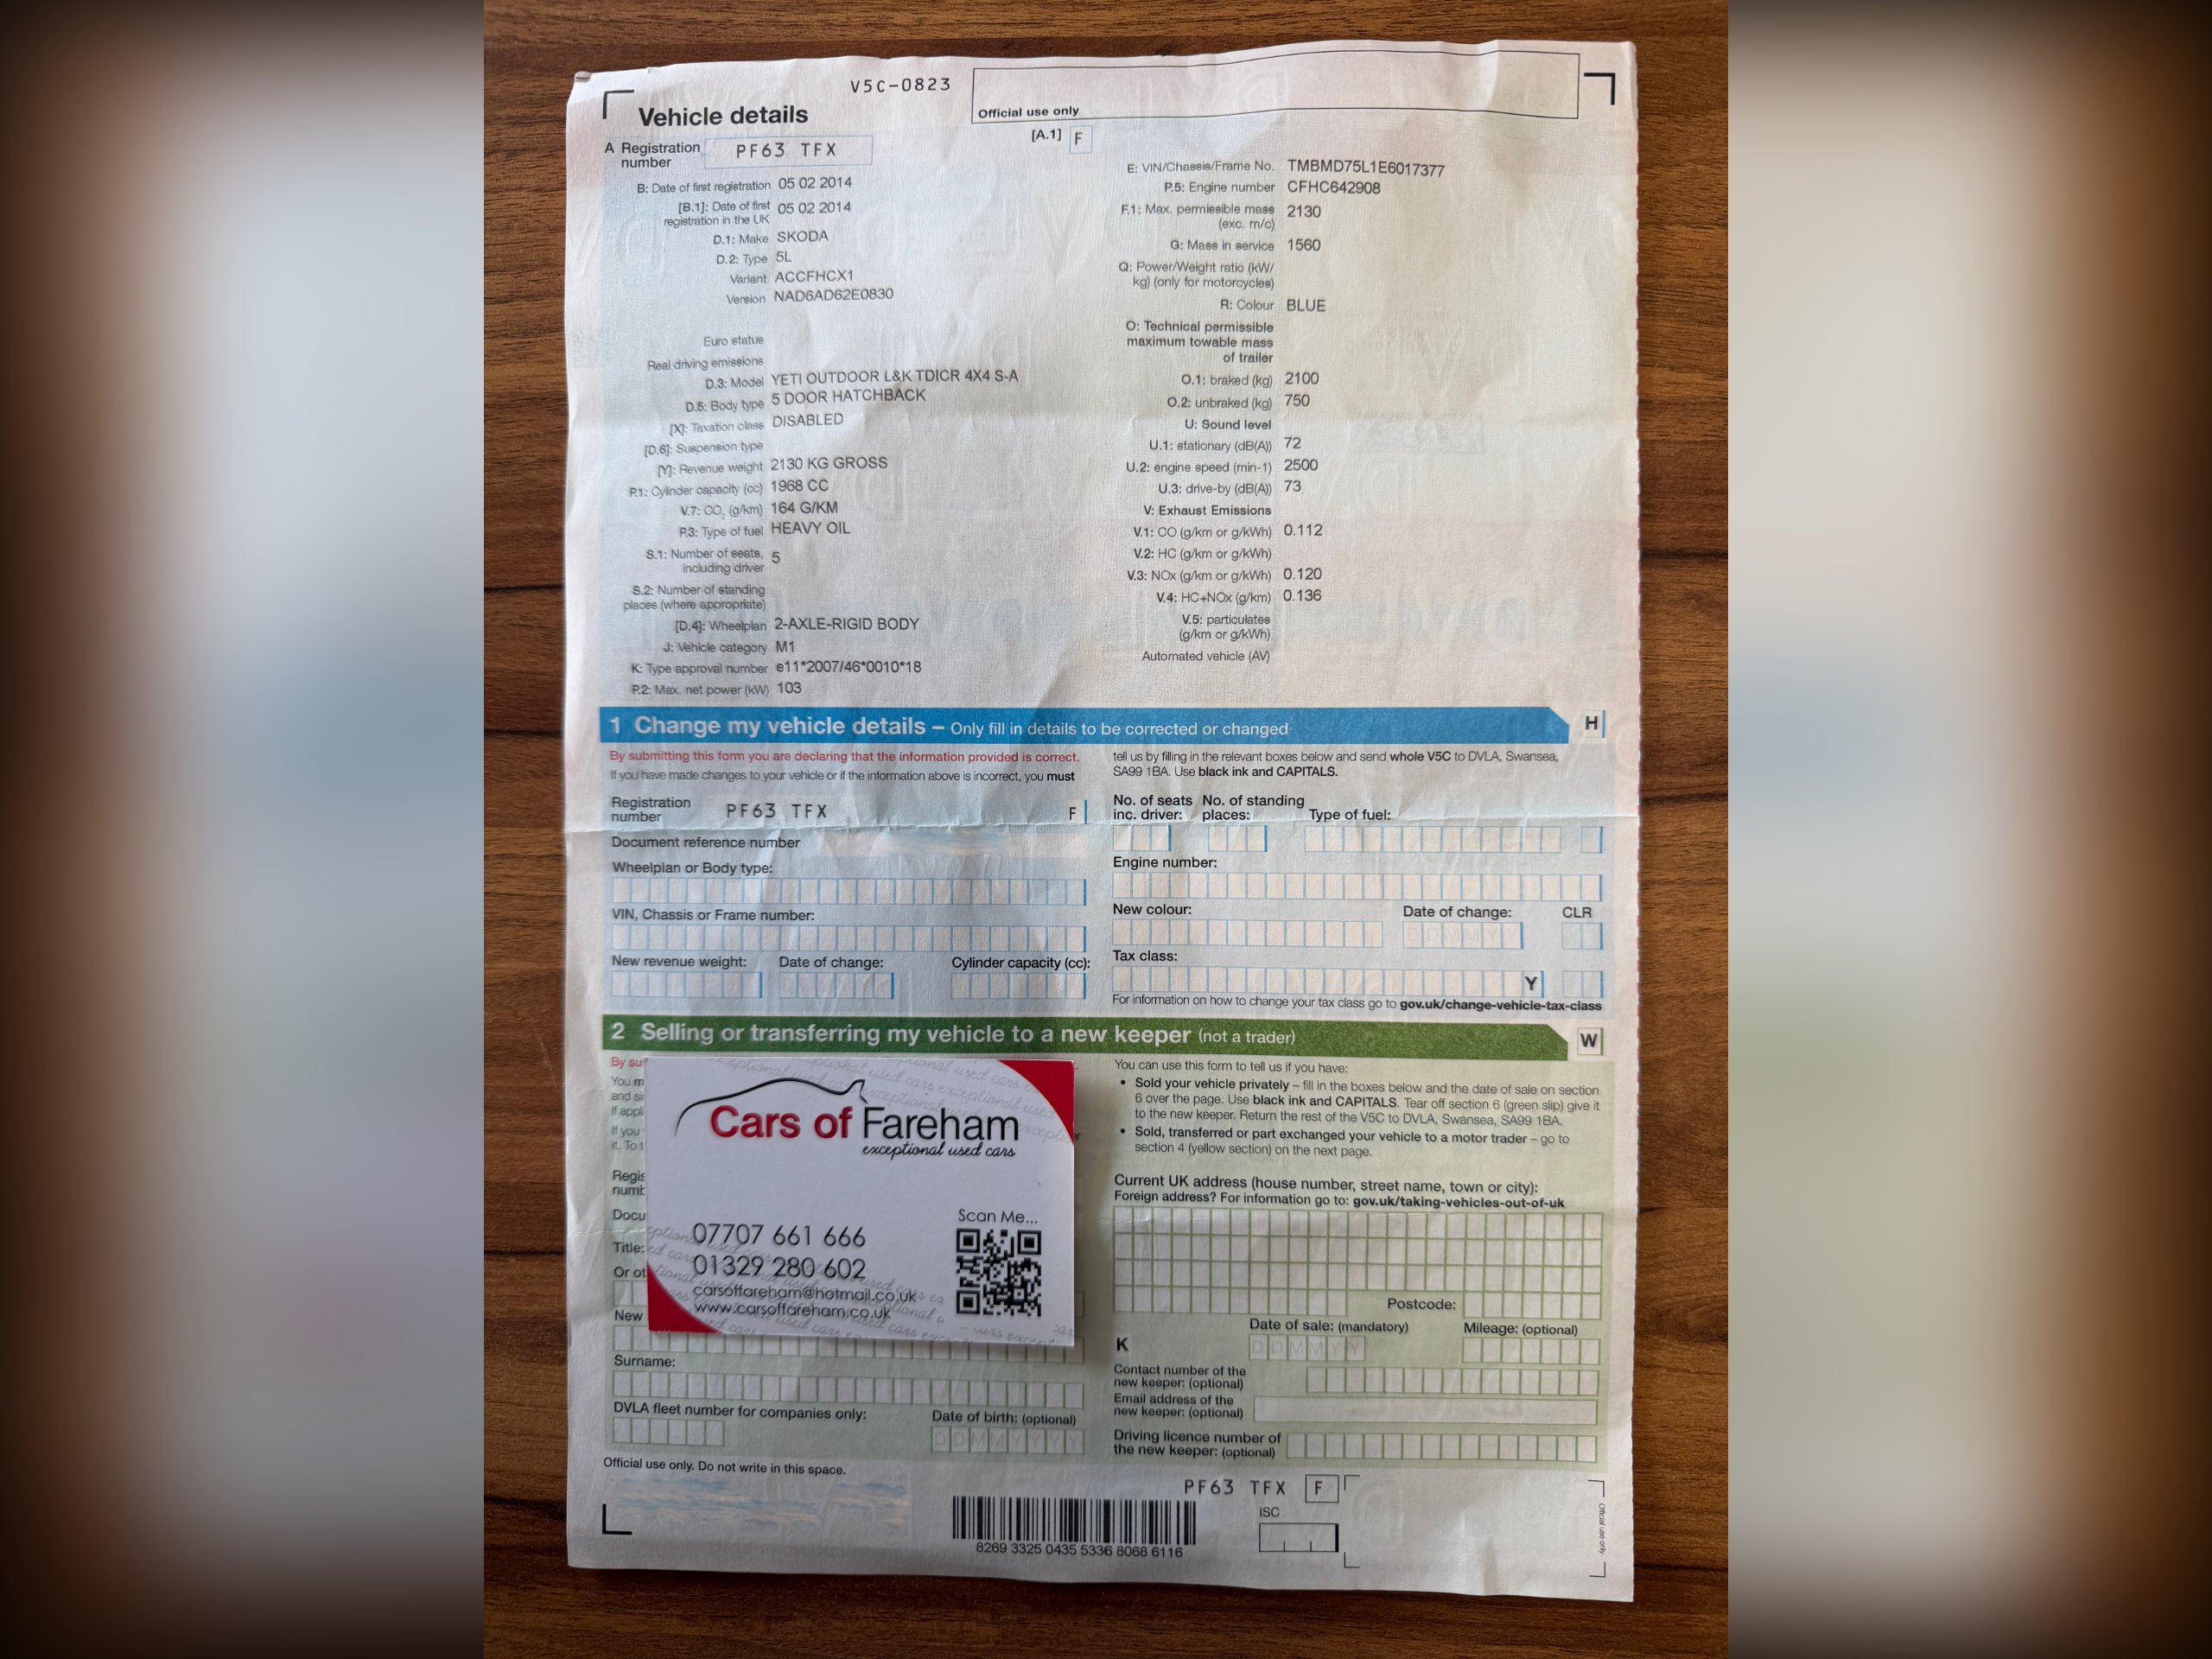 V5C-0823
Official use only
Vehicle details
A Registration number PF63 TFX
[A.1] F
B: Date of first registration 05 02 2014
[B.1]: Date of first registration in the UK 05 02 2014
D.1: Make SKODA
D.2: Type 5L
Variant ACCFHCX1
Version NAD6AD62E0830
Euro status
Real driving emissions
D.3: Model YETI OUTDOOR L&K TDICR 4X4 S-A
D.5: Body type 5 DOOR HATCHBACK
[X]: Taxation class DISABLED
[D.6]: Suspension type
[Y]: Revenue weight 2130 KG GROSS
P.1: Cylinder capacity (cc) 1968 CC
V.7: CO2 (g/km) 164 G/KM
P.3: Type of fuel HEAVY OIL
S.1: Number of seats, including driver 5
S.2: Number of standing places (where appropriate)
[D.4]: Wheelplan 2-AXLE-RIGID BODY
J: Vehicle category M1
K: Type approval number e11*2007/46*0010*18
P.2: Max. net power (kW) 103
E: VIN/Chassis/Frame No. TMBMD75L1E6017377
P.5: Engine number CFHC642908
F.1: Max. permissible mass (exc. m/c) 2130
G: Mass in service 1560
Q: Power/Weight ratio (kW/kg) (only for motorcycles)
R: Colour BLUE
O: Technical permissible maximum towable mass of trailer
O.1: braked (kg) 2100
O.2: unbraked (kg) 750
U: Sound level
U.1: stationary (dB(A)) 72
U.2: engine speed (min-1) 2500
U.3: drive-by (dB(A)) 73
V: Exhaust Emissions
V.1: CO (g/km or g/kWh) 0.112
V.2: HC (g/km or g/kWh)
V.3: NOx (g/km or g/kWh) 0.120
V.4: HC+NOx (g/km) 0.136
V.5: particulates (g/km or g/kWh)
Automated vehicle (AV)
1 Change my vehicle details – Only fill in details to be corrected or changed
H
By submitting this form you are declaring that the information provided is correct.
If you have made changes to your vehicle or if the information above is incorrect, you must
tell us by filling in the relevant boxes below and send whole V5C to DVLA, Swansea,
SA99 1BA. Use black ink and CAPITALS.
Registration number PF63 TFX F
Document reference number
Wheelplan or Body type:
VIN, Chassis or Frame number:
New revenue weight: Date of change: Cylinder capacity (cc):
No. of seats inc. driver: No. of standing places: Type of fuel:
Engine number:
New colour: Date of change: CLR
DDMMYY
Tax class:
Y
For information on how to change your tax class go to gov.uk/change-vehicle-tax-class
2 Selling or transferring my vehicle to a new keeper (not a trader)
W
By su
You m
and si
if appl
If you
it. To t
Regis
numb
Docu
Title:
Or ot
New
Cars of Fareham
exceptional used cars
07707 661 666
01329 280 602
carsoffareham@hotmail.co.uk
www.carsoffareham.co.uk
Scan Me...
Surname:
DVLA fleet number for companies only: Date of birth: (optional)
DDMMYYYY
You can use this form to tell us if you have:
• Sold your vehicle privately – fill in the boxes below and the date of sale on section
6 over the page. Use black ink and CAPITALS. Tear off section 6 (green slip) give it
to the new keeper. Return the rest of the V5C to DVLA, Swansea, SA99 1BA.
• Sold, transferred or part exchanged your vehicle to a motor trader – go to
section 4 (yellow section) on the next page.
Current UK address (house number, street name, town or city):
Foreign address? For information go to: gov.uk/taking-vehicles-out-of-uk
Postcode:
K
Date of sale: (mandatory) Mileage: (optional)
DDMMYY
Contact number of the new keeper: (optional)
Email address of the new keeper: (optional)
Driving licence number of the new keeper: (optional)
Official use only. Do not write in this space.
PF63 TFX F
ISC
8269 3325 0435 5336 8068 6116
Official use only